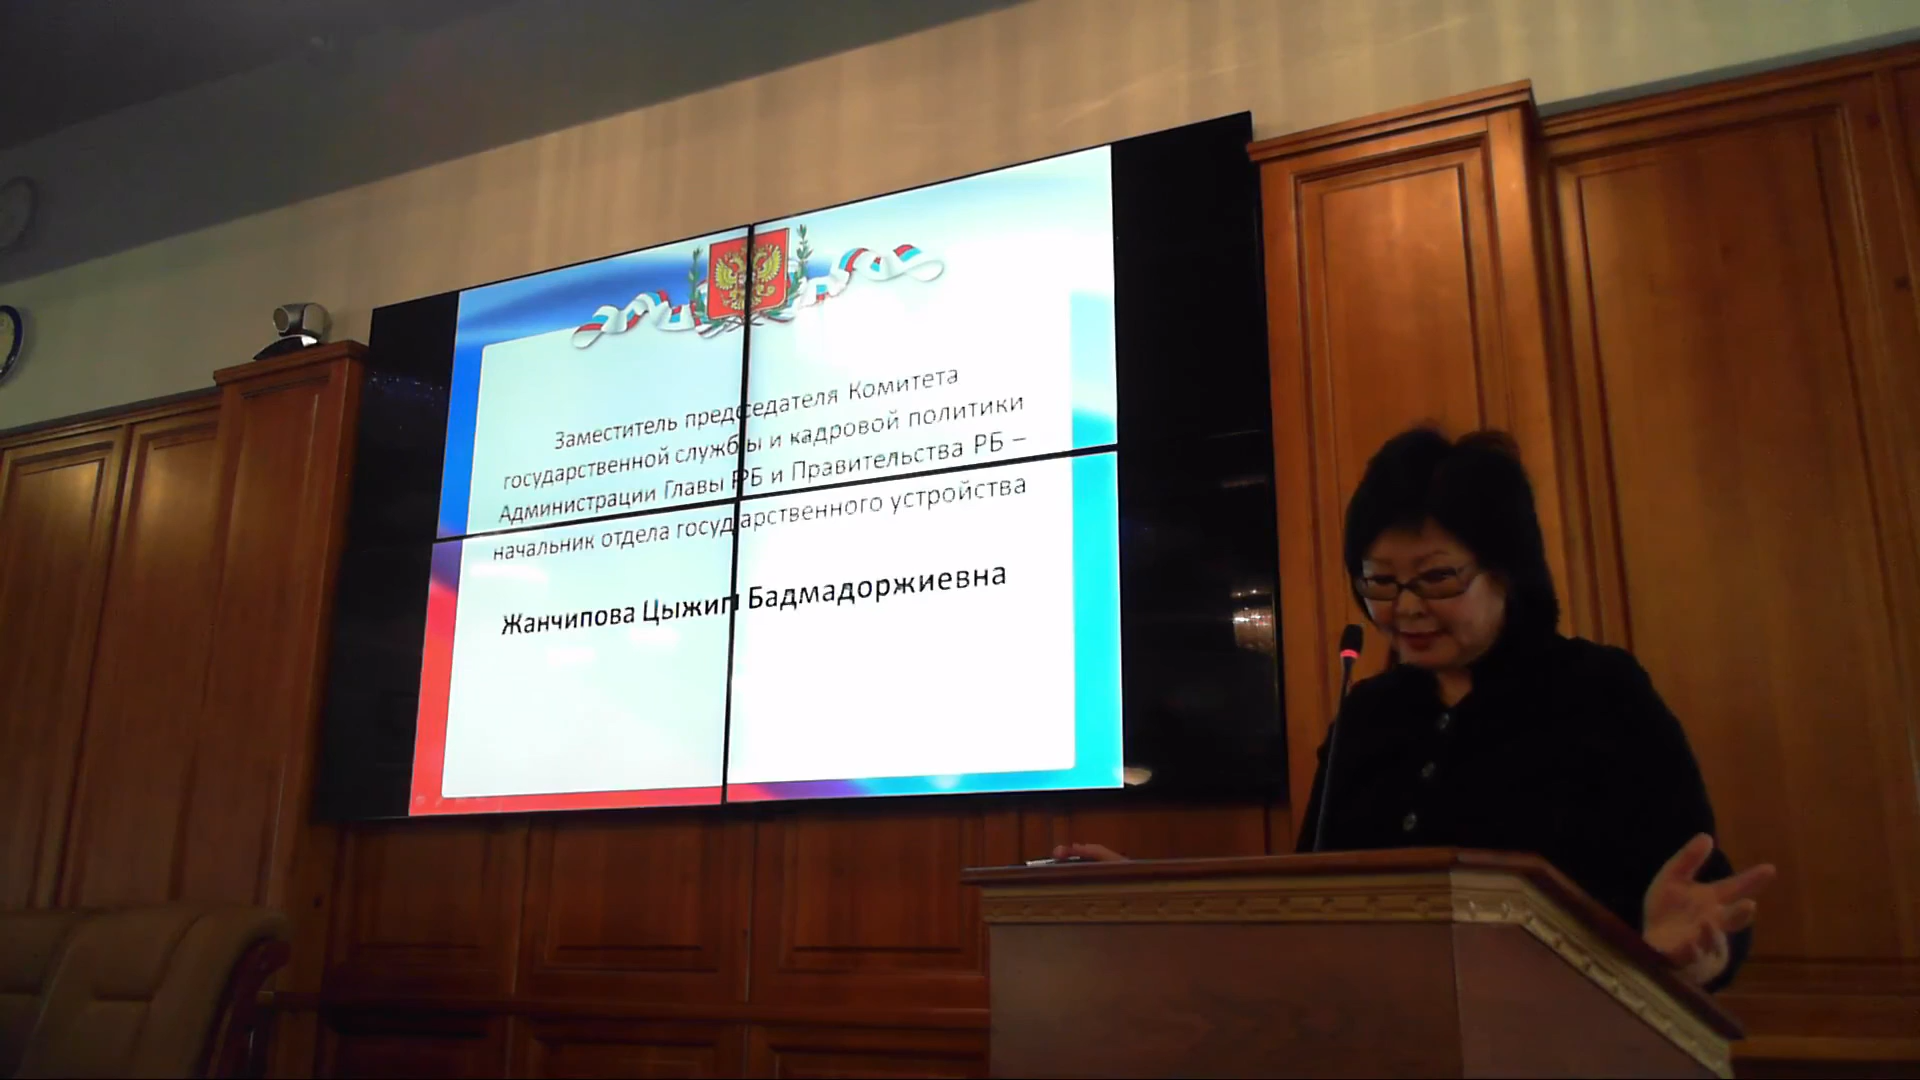 Заместитель председателя Комитета
государственной службы и кадровой политики
Администрации Главы РБ и Правительства РБ –
начальник отдела государственного устройства
Жанчипова Цыжип Бадмадоржиевна